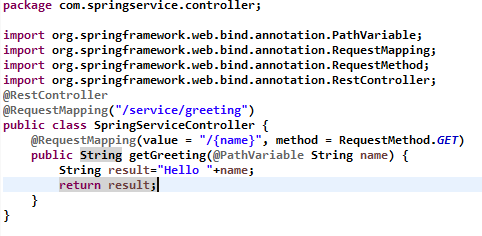 package com.springservice.controller;
import org.springframework.web.bind.annotation.PathVariable;
import org.springframework.web.bind.annotation.RequestMapping;
import org.springframework.web.bind.annotation.RequestMethod;
import org.springframework.web.bind.annotation.RestController;
@RestController
@RequestMapping("/service/greeting")
public class SpringServiceController {
@RequestMapping(value = "/{name}", method = RequestMethod.GET)
public String getGreeting(@PathVariable String name) {
String result="Hello "+name;
return result;
}
}